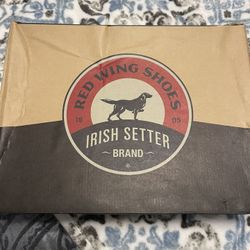 RED WING SHOES
19 05
IRISH SETTER
BRAND
®